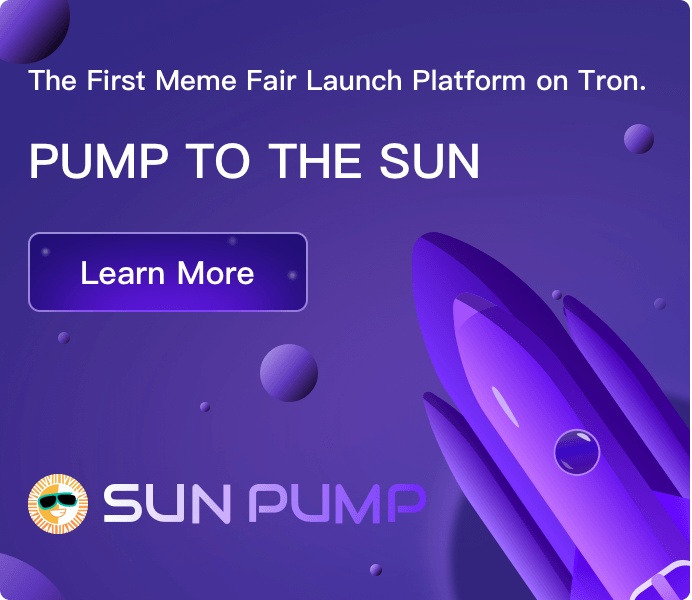 The First Meme Fair Launch Platform on Tron.
PUMP TO THE SUN
Learn More
SUN PUMP